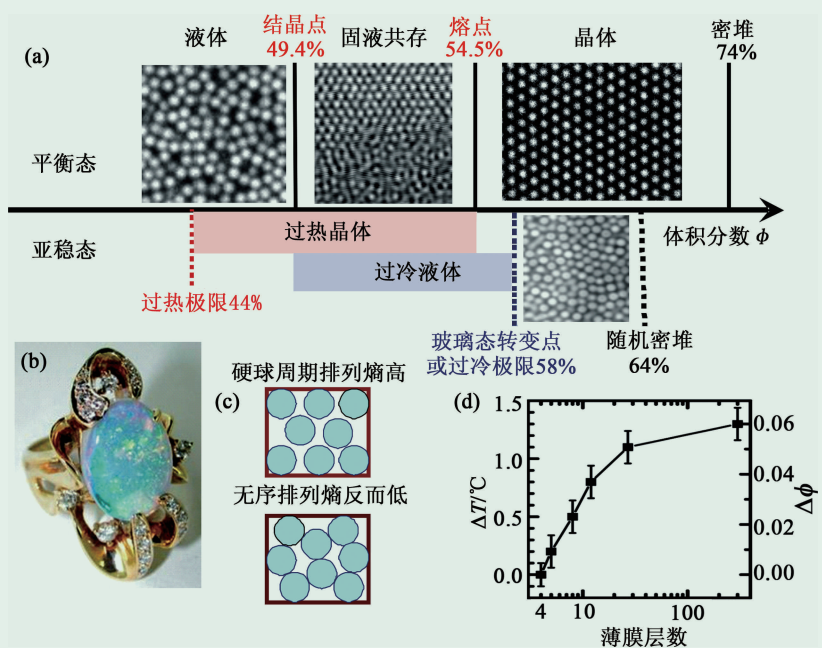 (a)
液体
结晶点
49.4%
固液共存
熔点
54.5%
晶体
密堆
74%
平衡态
亚稳态
过热晶体
过冷液体
体积分数 ϕ
过热极限44%
玻璃态转变点
或过冷极限58%
随机密堆
64%
(b)
(c)
硬球周期排列熵高
无序排列熵反而低
(d)
ΔT/℃
1.5
1.0
0.5
0.0
4
10
100
薄膜层数
0.06
0.04
0.02
0.00
Δϕ